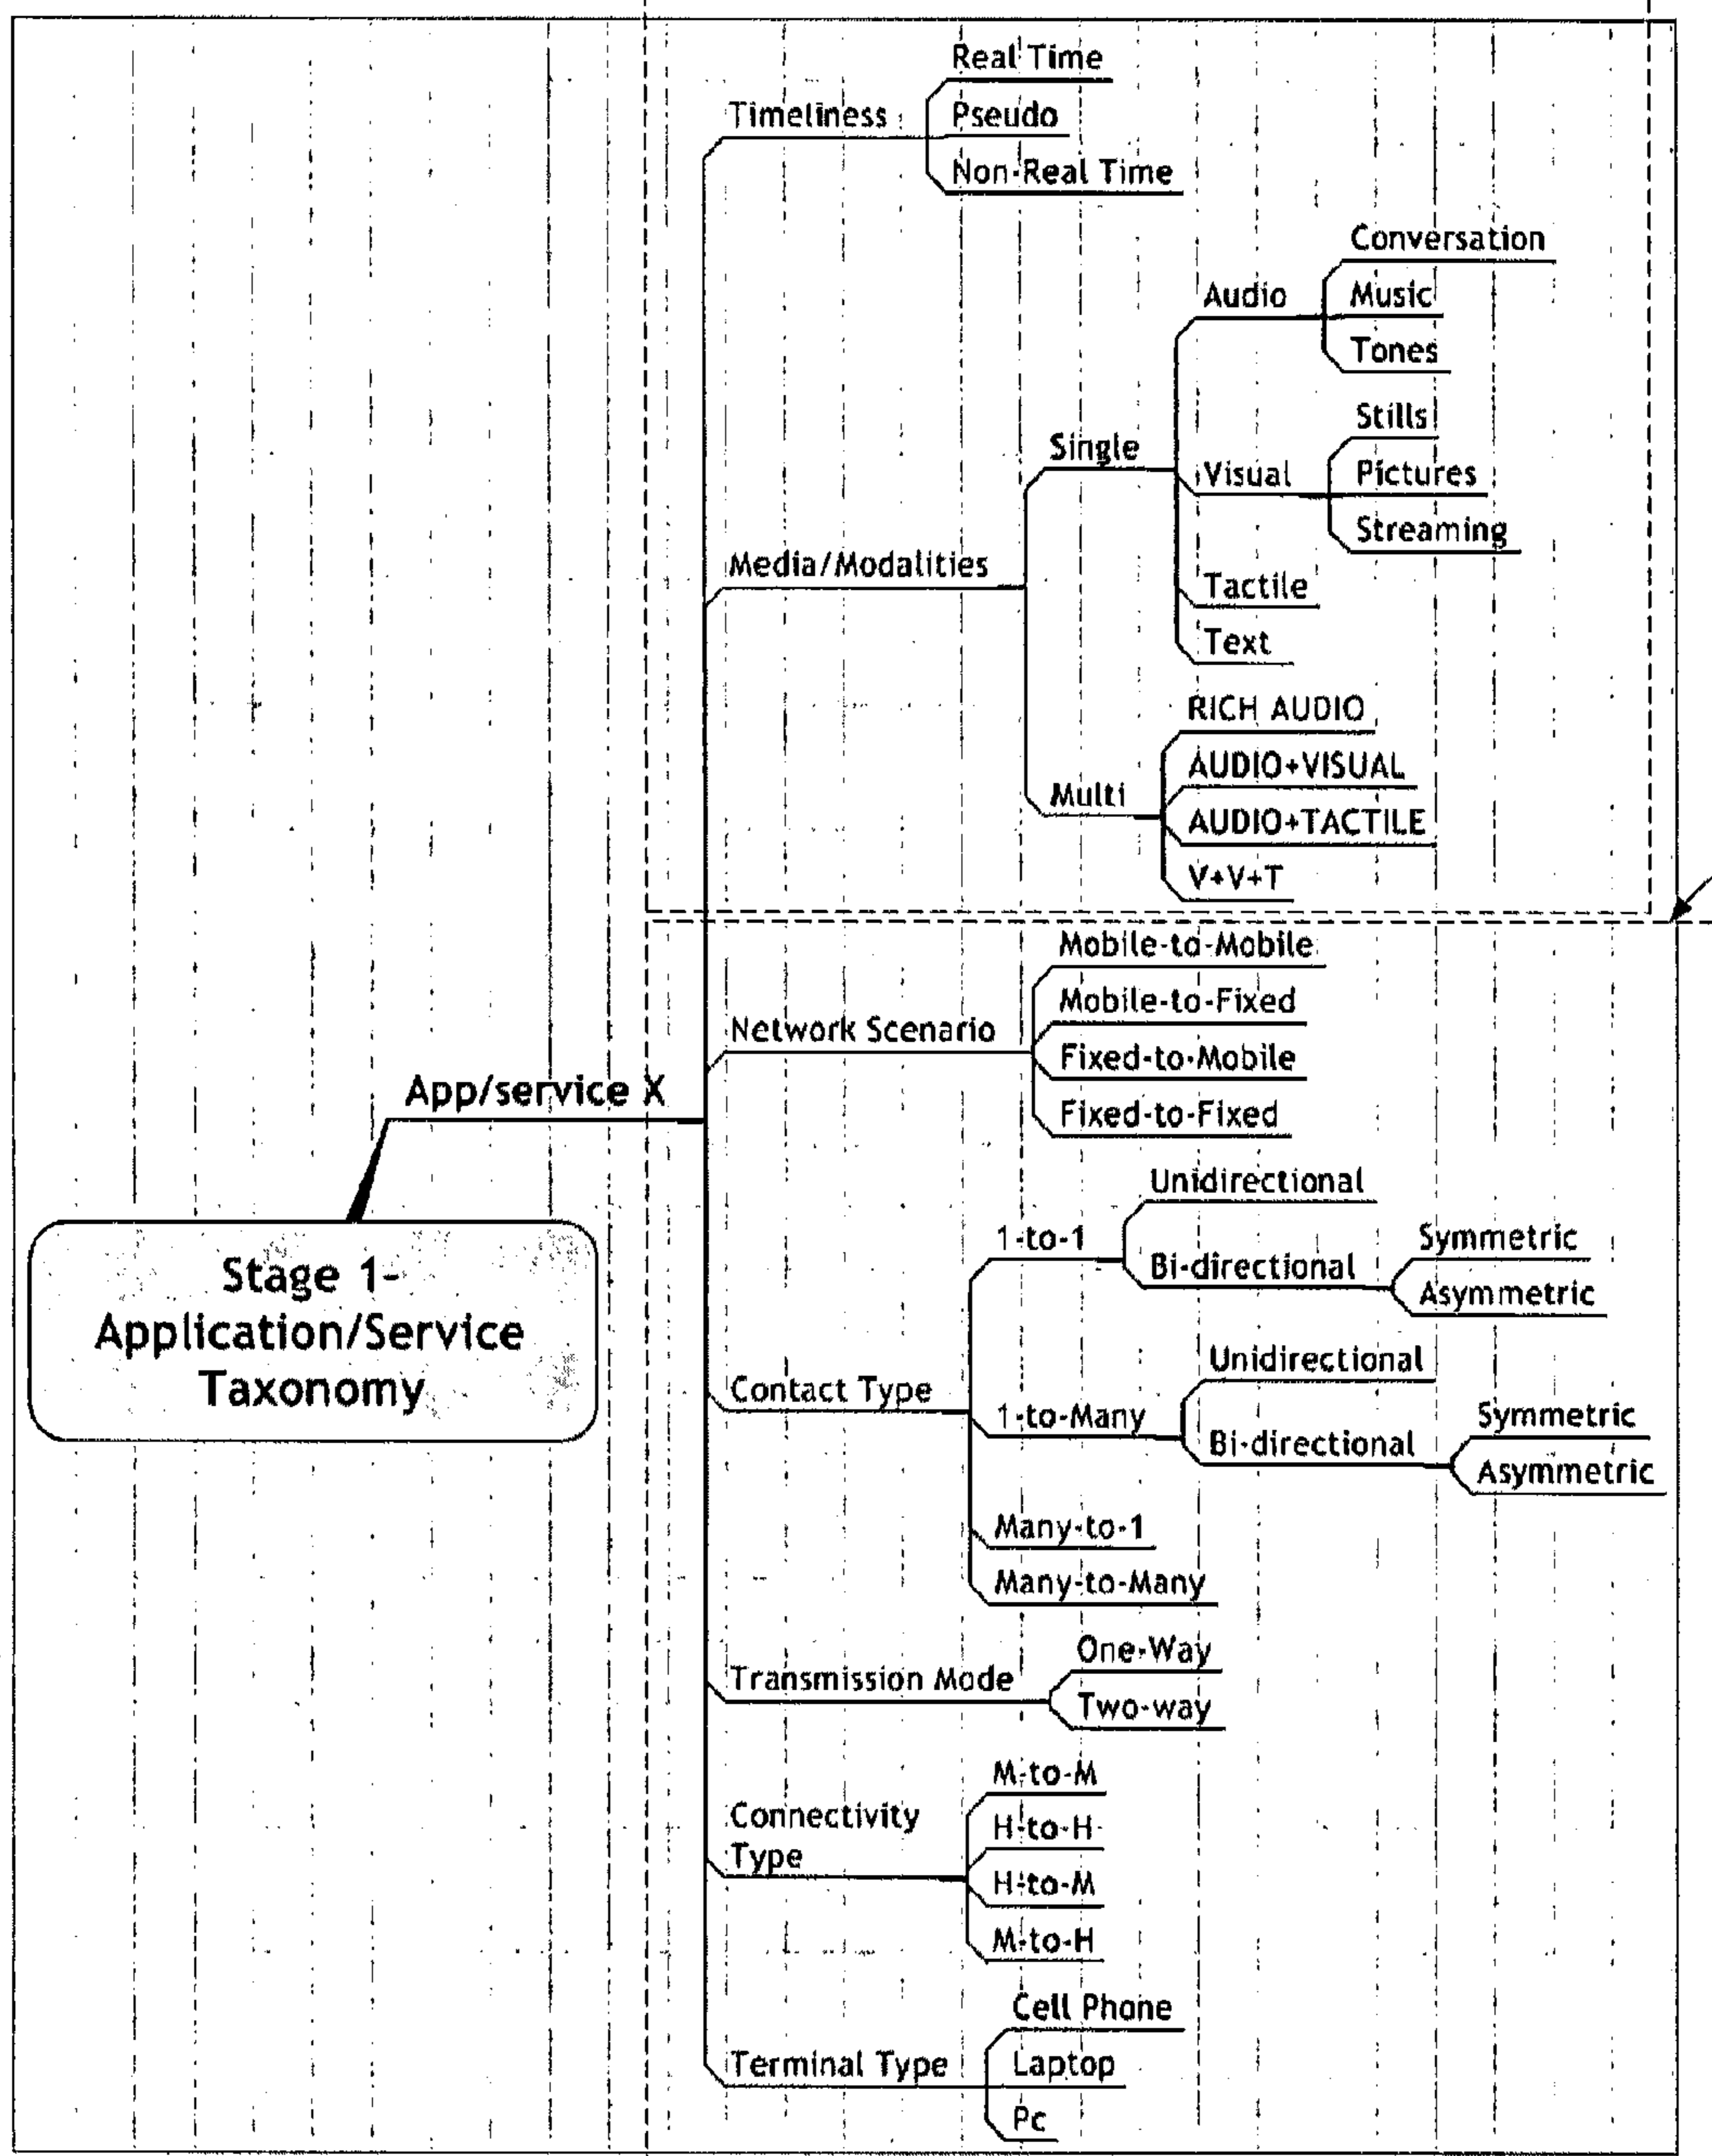 Real Time
Timeliness
Pseudo
Non-Real Time
Conversation
Audio
Music
Tones
Stills
Single
Visual
Pictures
Streaming
Media/Modalities
Tactile
Text
RICH AUDIO
AUDIO+VISUAL
Multi
AUDIO+TACTILE
V+V+T
Mobile-to-Mobile
Mobile-to-Fixed
Network Scenario
Fixed-to-Mobile
Fixed-to-Fixed
App/service X
Stage 1-
Application/Service
Taxonomy
Unidirectional
1-to-1
Bi-directional
Symmetric
Asymmetric
Contact Type
Unidirectional
1-to-Many
Bi-directional
Symmetric
Asymmetric
Many-to-1
Many-to-Many
One-Way
Transmission Mode
Two-way
M-to-M
Connectivity
Type
H-to-H
H-to-M
M-to-H
Cell Phone
Terminal Type
Laptop
Pc